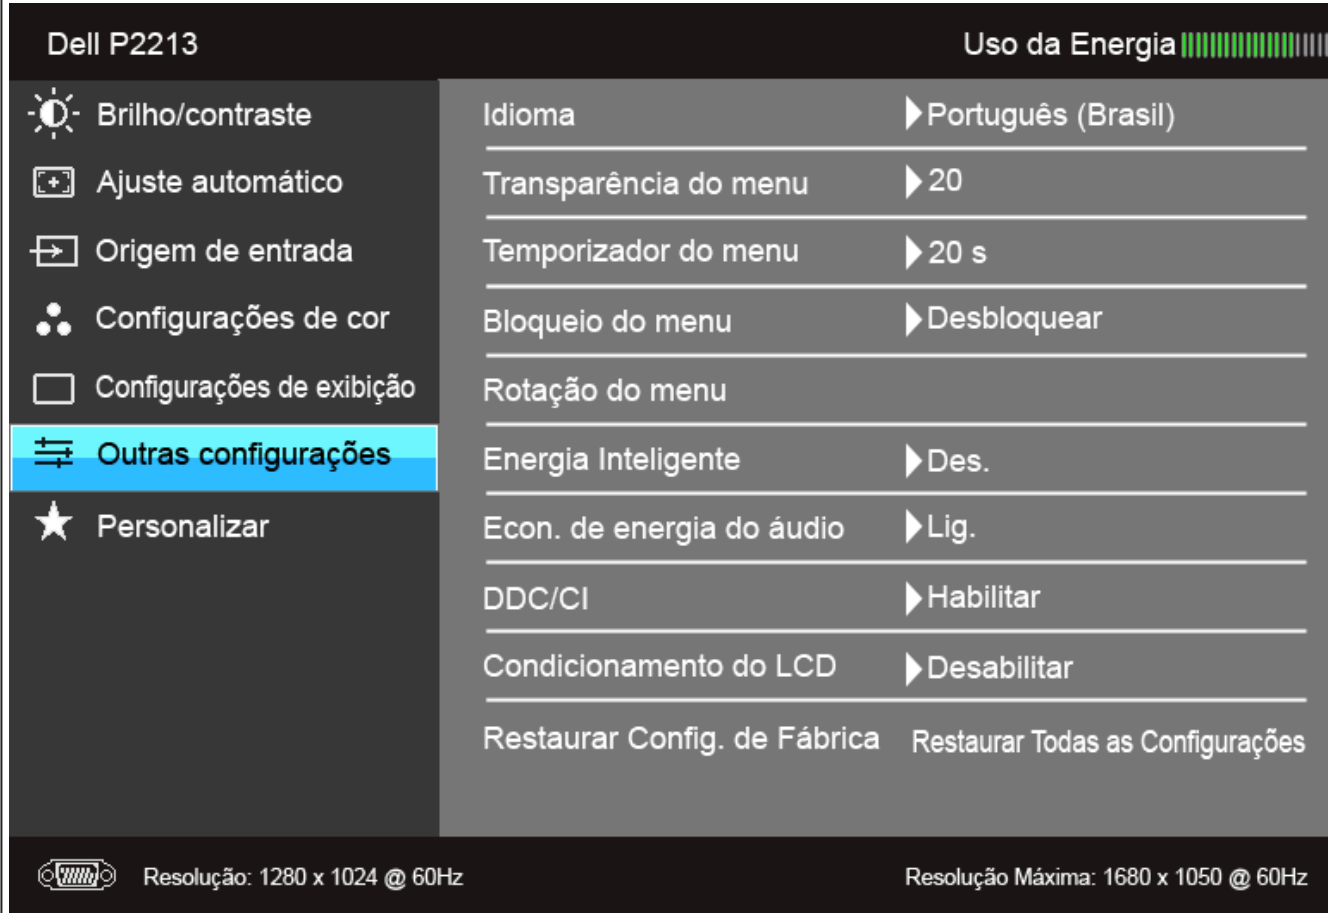 Dell P2213
Uso da Energia
Brilho/contraste
Ajuste automático
Origem de entrada
Configurações de cor
Configurações de exibição
Outras configurações
Personalizar
Idioma Português (Brasil)
Transparência do menu 20
Temporizador do menu 20 s
Bloqueio do menu Desbloquear
Rotação do menu
Energia Inteligente Des.
Econ. de energia do áudio Lig.
DDC/CI Habilitar
Condicionamento do LCD Desabilitar
Restaurar Config. de Fábrica Restaurar Todas as Configurações
Resolução: 1280 x 1024 @ 60Hz
Resolução Máxima: 1680 x 1050 @ 60Hz